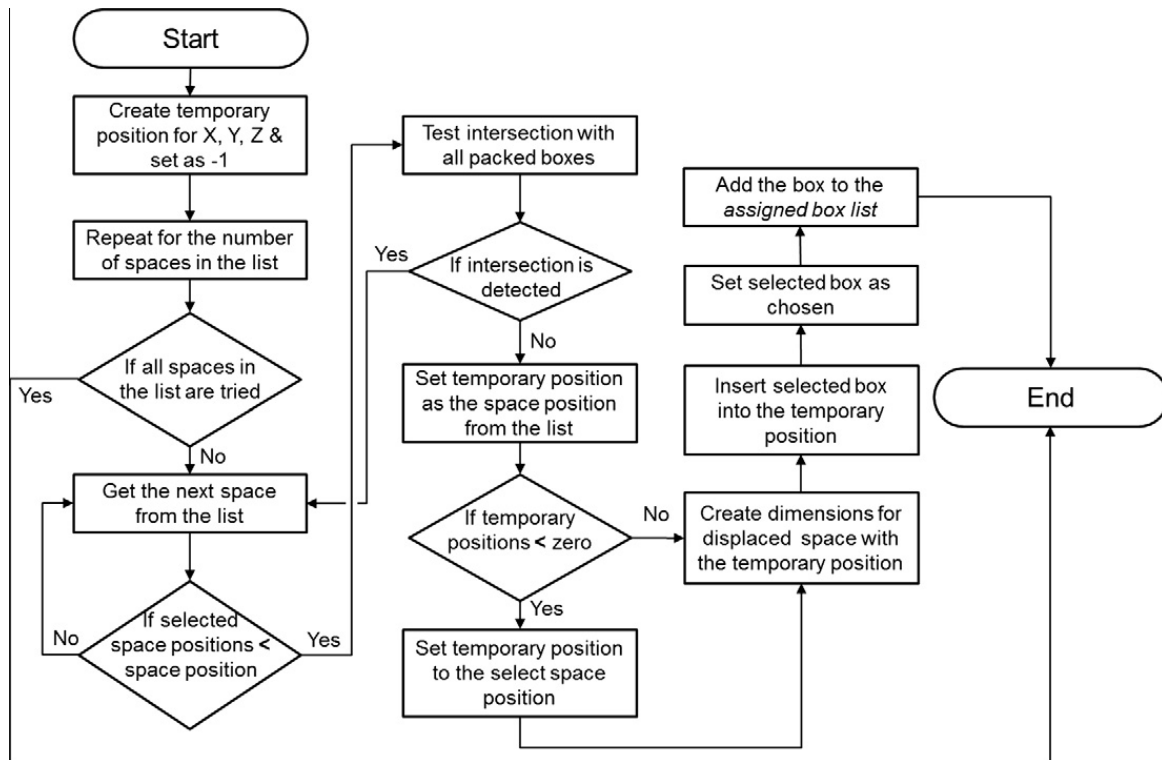 Start
Create temporary
position for X, Y, Z &
set as -1
Repeat for the number
of spaces in the list
If all spaces in
the list are tried
Yes
No
Get the next space
from the list
If selected
space positions <
space position
No
Yes
Test intersection with
all packed boxes
If intersection is
detected
Yes
No
Set temporary position
as the space position
from the list
If temporary
positions < zero
No
Yes
Set temporary position
to the select space
position
Create dimensions for
displaced space with
the temporary position
Insert selected box
into the temporary
position
Set selected box as
chosen
Add the box to the
assigned box list
End